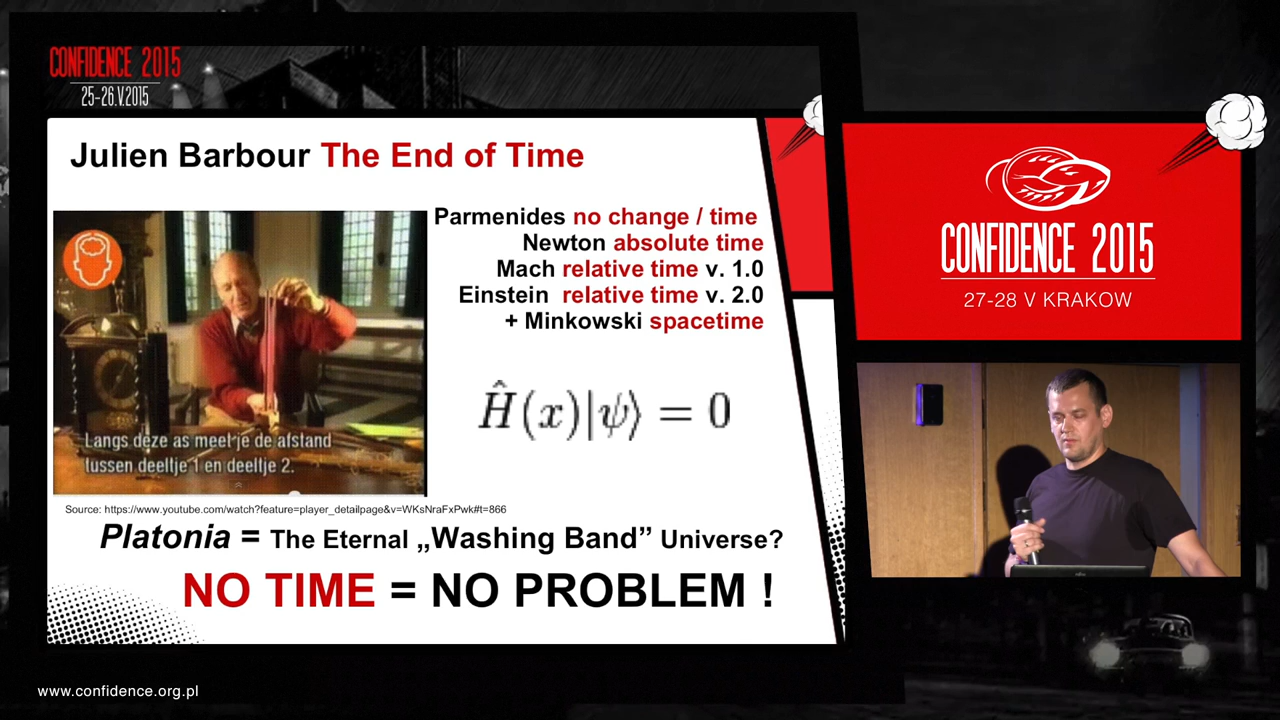 CONFIDENCE 2015
25-26.V.2015
Julien Barbour The End of Time
Parmenides no change / time
Newton absolute time
Mach relative time v. 1.0
Einstein relative time v. 2.0
+ Minkowski spacetime
Ĥ(x)|ψ⟩ = 0
Langs deze as meet je de afstand
tussen deeltje 1 en deeltje 2.
Source: https://www.youtube.com/watch?feature=player_detailpage&v=WKsNraFxPwk#t=866
Platonia = The Eternal „Washing Band” Universe?
NO TIME = NO PROBLEM !
CONFIDENCE 2015
27-28 V KRAKOW
www.confidence.org.pl